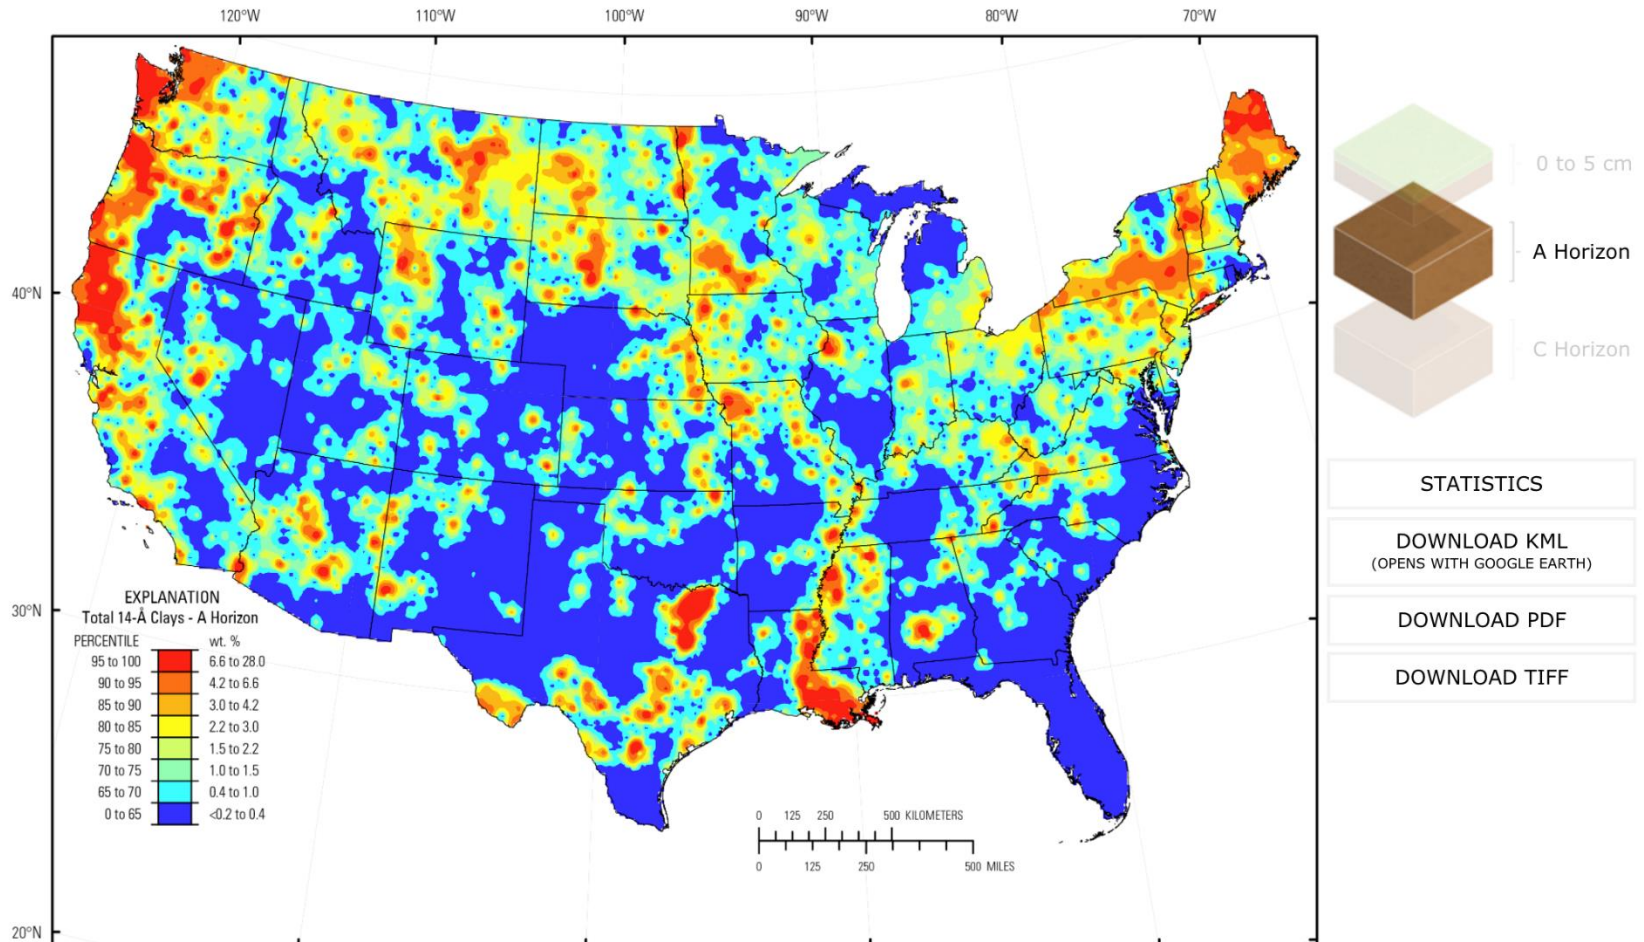 120°W 110°W 100°W 90°W 80°W 70°W
40°N
30°N
20°N
EXPLANATION
Total 14-Å Clays - A Horizon
PERCENTILE wt. %
95 to 100 6.6 to 28.0
90 to 95 4.2 to 6.6
85 to 90 3.0 to 4.2
80 to 85 2.2 to 3.0
75 to 80 1.5 to 2.2
70 to 75 1.0 to 1.5
65 to 70 0.4 to 1.0
0 to 65 <0.2 to 0.4
0 125 250 500 KILOMETERS
0 125 250 500 MILES
0 to 5 cm
A Horizon
C Horizon
STATISTICS
DOWNLOAD KML
(OPENS WITH GOOGLE EARTH)
DOWNLOAD PDF
DOWNLOAD TIFF